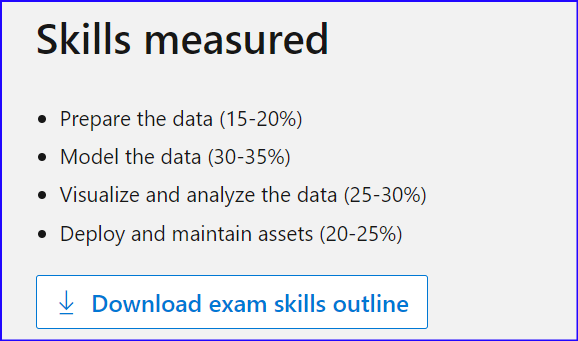 Skills measured
Prepare the data (15-20%)
Model the data (30-35%)
Visualize and analyze the data (25-30%)
Deploy and maintain assets (20-25%)
Download exam skills outline